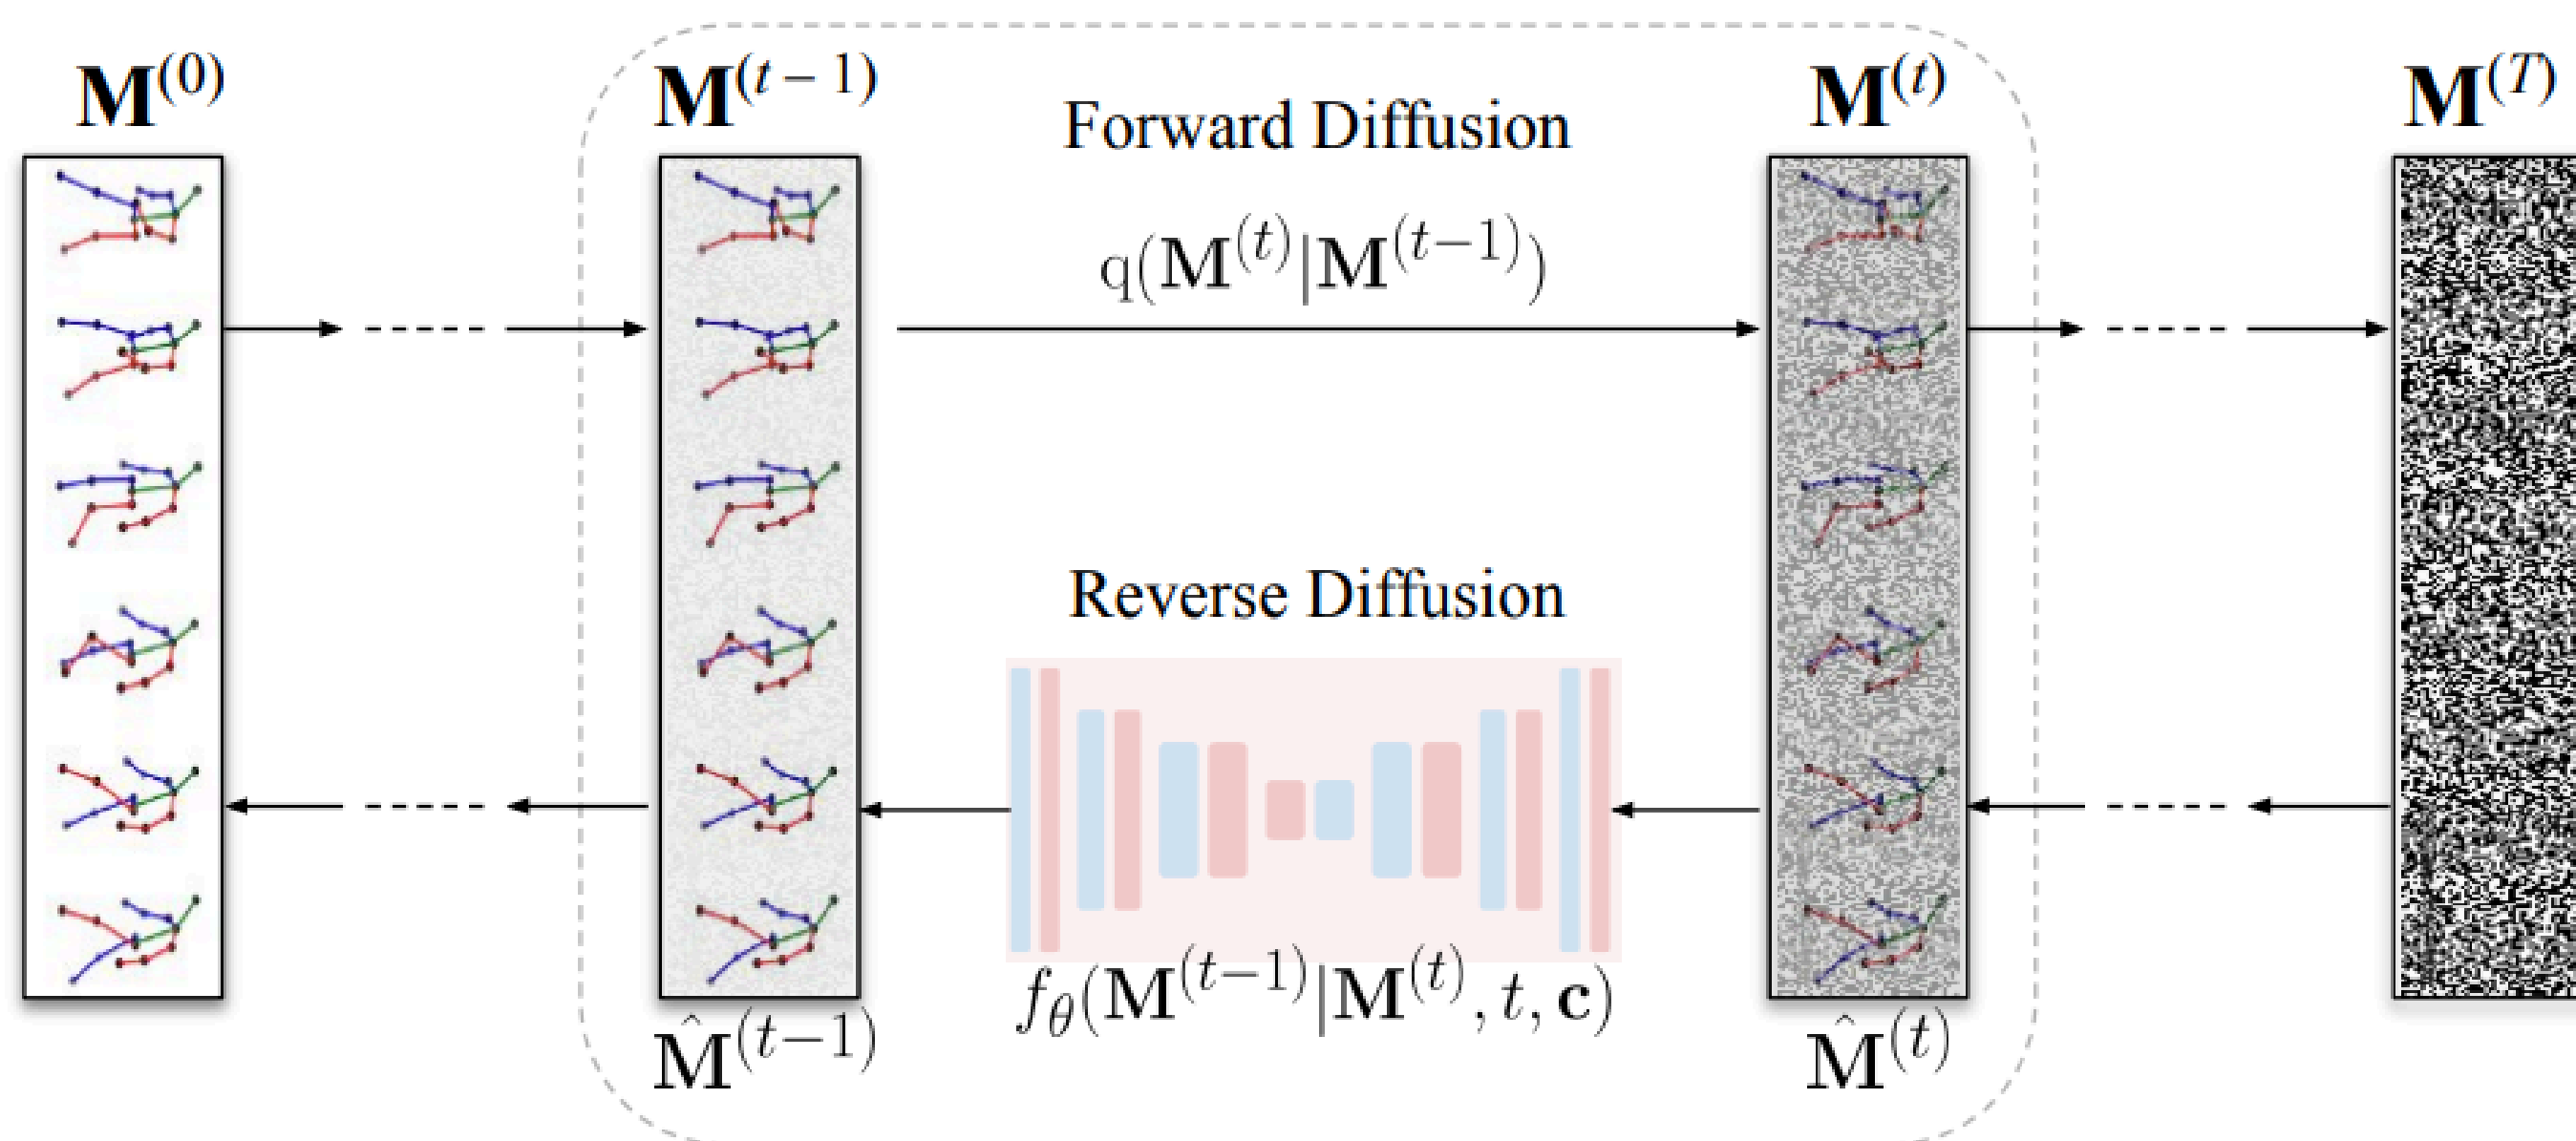 M^(0)
M^(t − 1)
M^(t)
M^(T)
Forward Diffusion
q(M^(t)|M^(t−1))
Reverse Diffusion
f_θ(M^(t−1)|M^(t), t, c)
M̂^(t−1)
M̂^(t)